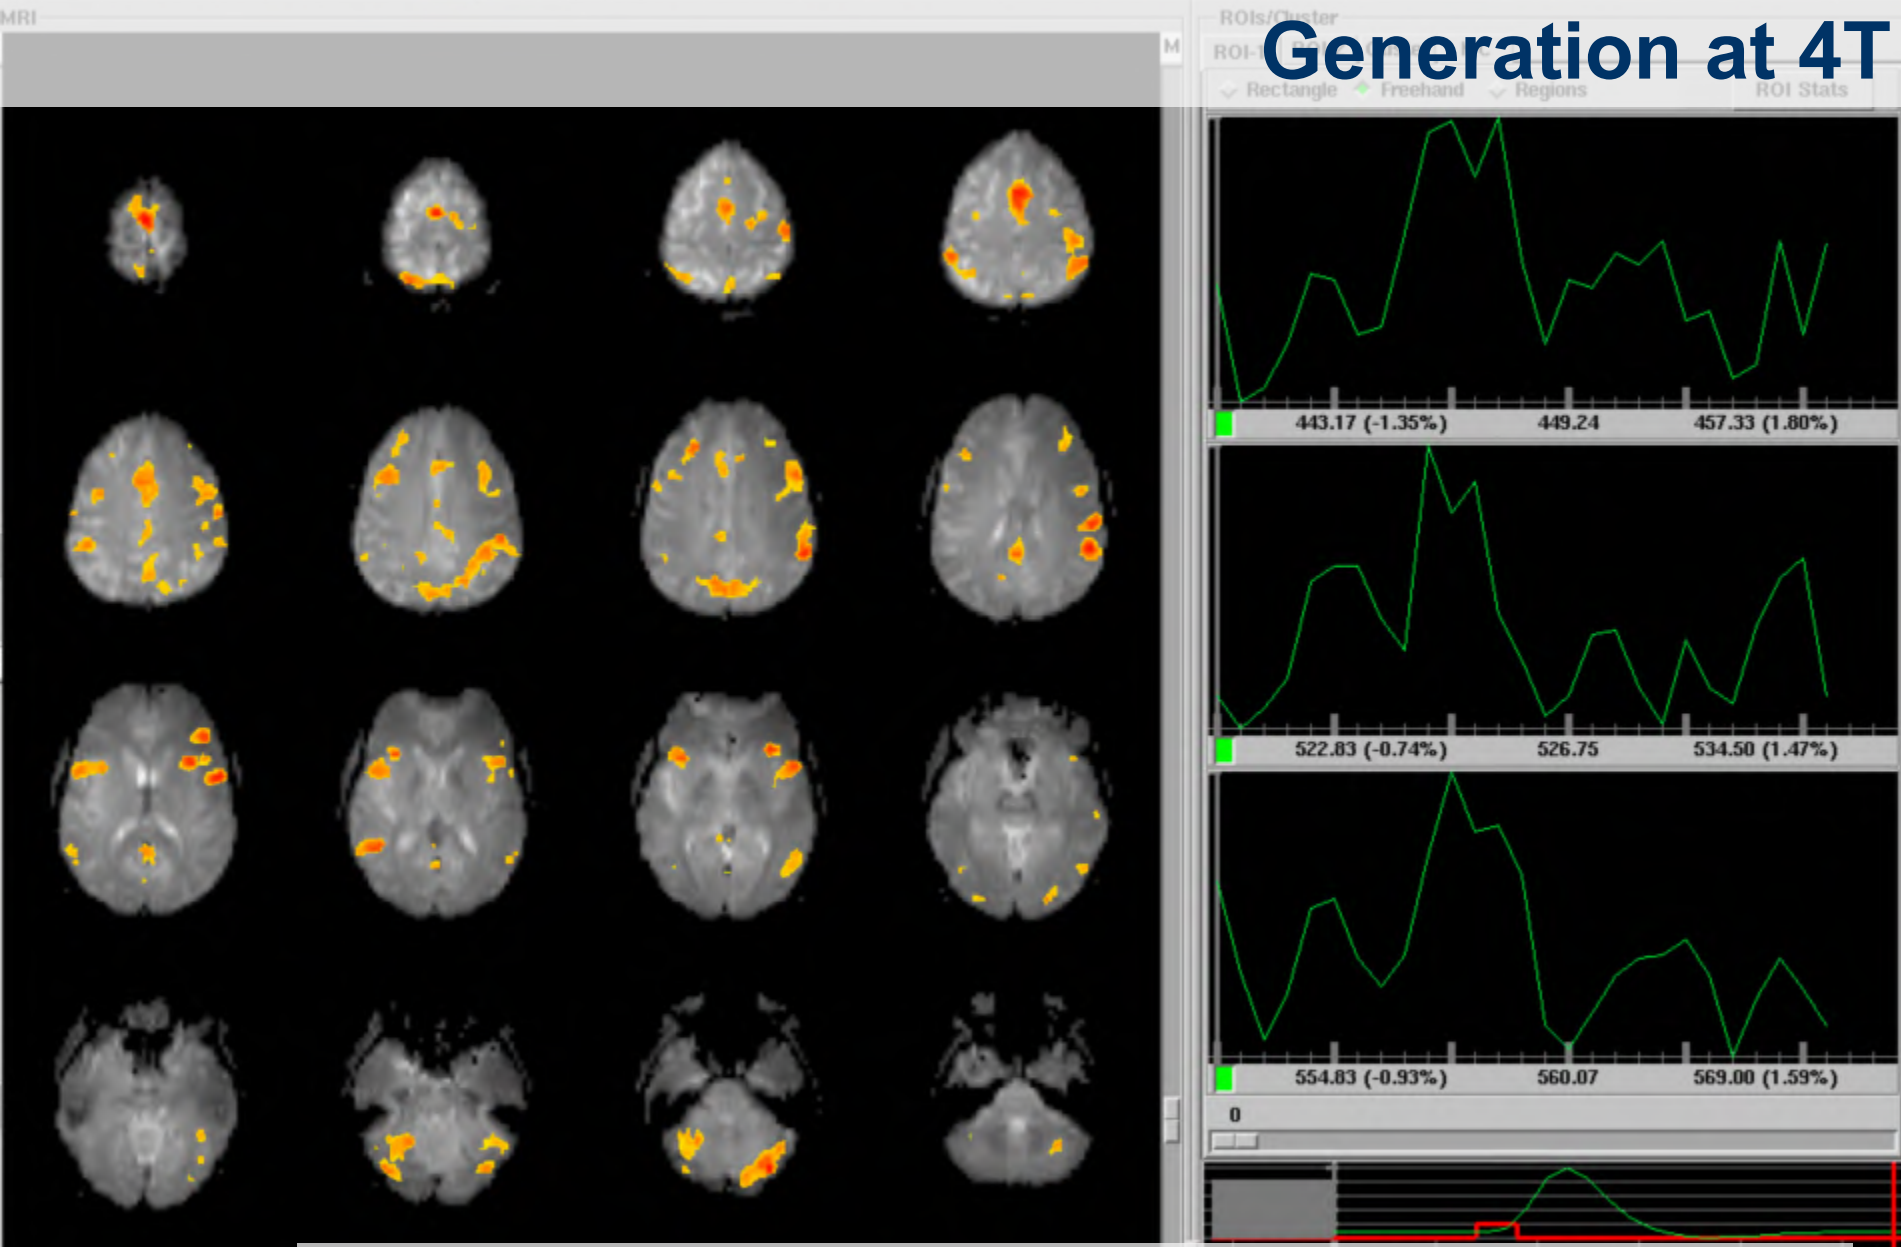 MRI
ROIs/Cluster
Generation at 4T
M
ROI-1
Rectangle Freehand Regions ROI Stats
443.17 (-1.35%) 449.24 457.33 (1.80%)
522.83 (-0.74%) 526.75 534.50 (1.47%)
554.83 (-0.93%) 560.07 569.00 (1.59%)
0